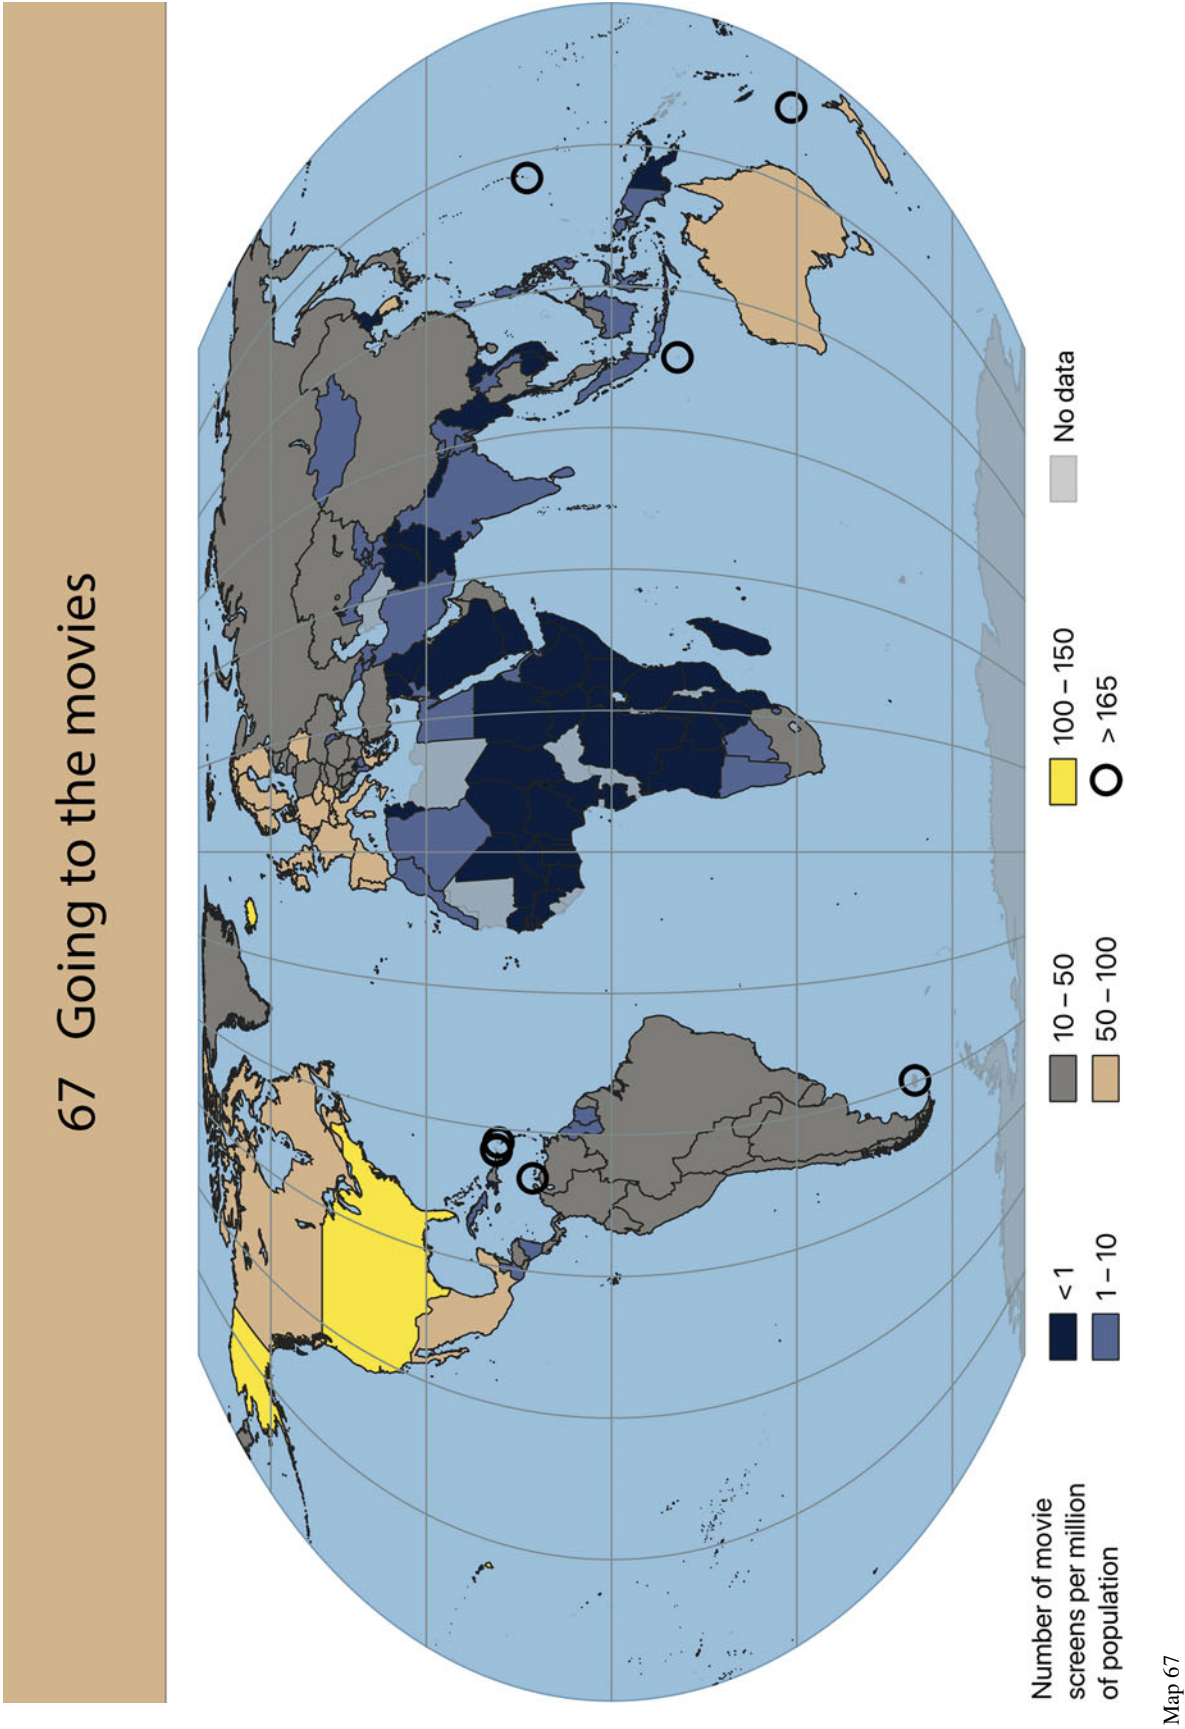 67 Going to the movies
Number of movie
screens per million
of population
< 1
1 – 10
10 – 50
50 – 100
100 – 150
> 165
No data
Map 67